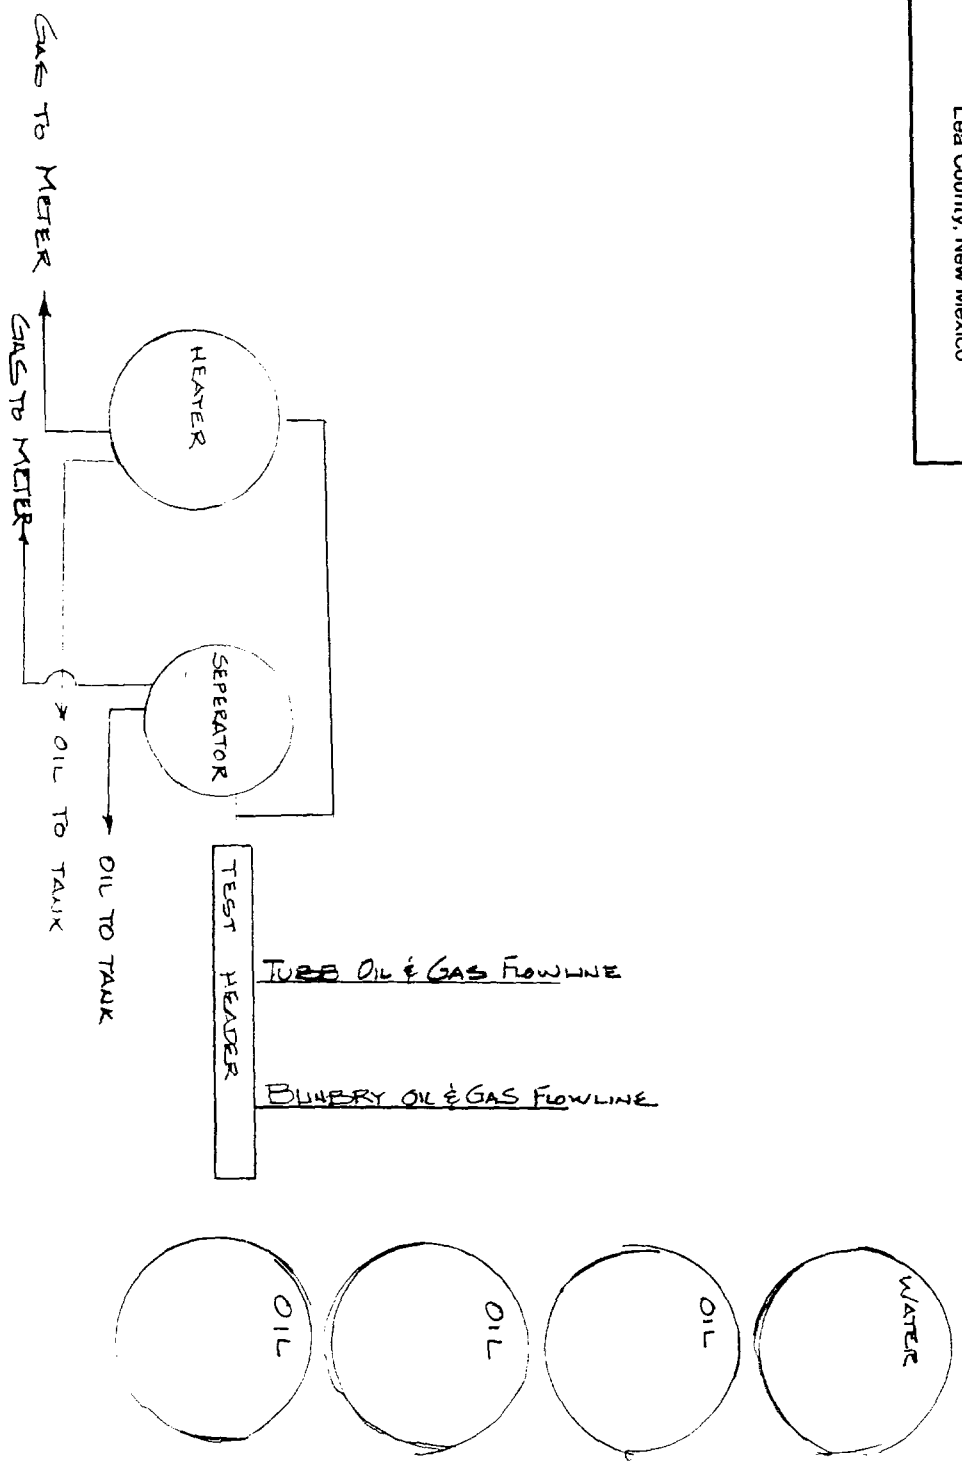 Lea County, New Mexico
GAS TO METER
GAS TO METER
HEATER
SEPERATOR
OIL TO TANK
OIL TO TANK
TEST HEADER
TUBB OIL & GAS FLOWLINE
BLINBRY OIL & GAS FLOWLINE
OIL
OIL
OIL
WATER